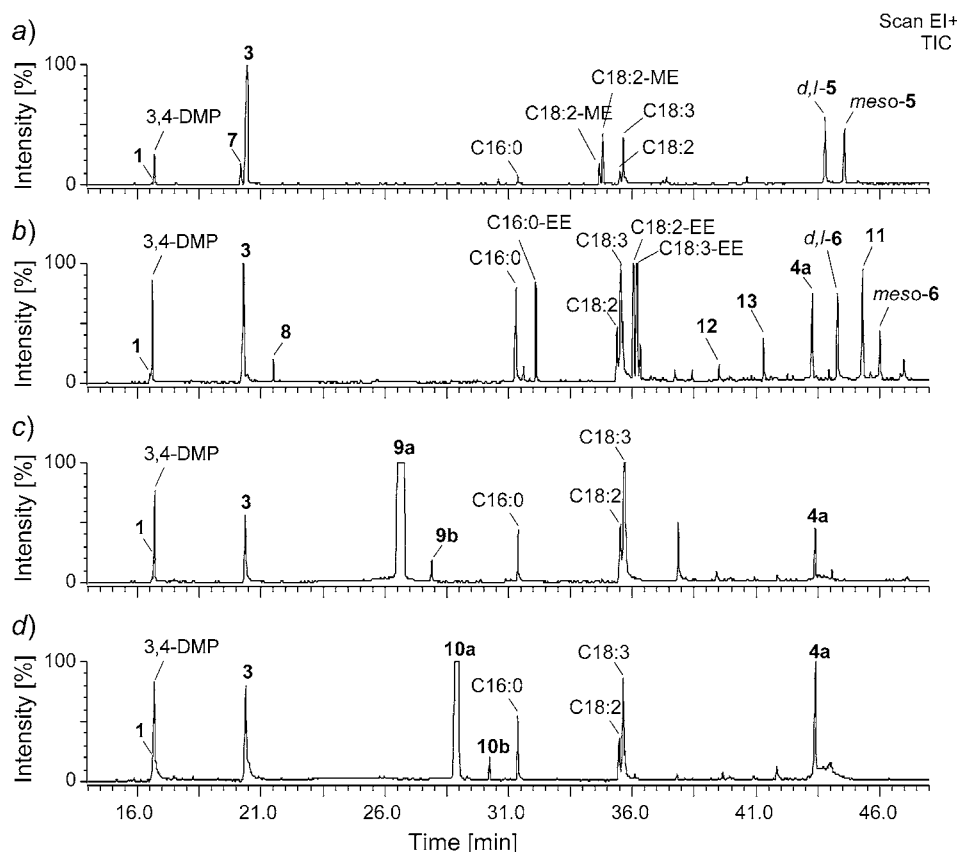 a)
Scan EI+
TIC
Intensity [%]
100
0
1
3,4-DMP
7
3
C16:0
C18:2-ME
C18:2-ME
C18:3
C18:2
d,l-5
meso-5
b)
Intensity [%]
100
0
1
3,4-DMP
3
8
C16:0
C16:0-EE
C18:2
C18:3
C18:2-EE
C18:3-EE
12
13
4a
d,l-6
11
meso-6
c)
Intensity [%]
100
0
1
3,4-DMP
3
9a
9b
C16:0
C18:2
C18:3
4a
d)
Intensity [%]
100
0
1
3,4-DMP
3
10a
10b
C16:0
C18:2
C18:3
4a
16.0 21.0 26.0 31.0 36.0 41.0 46.0
Time [min]